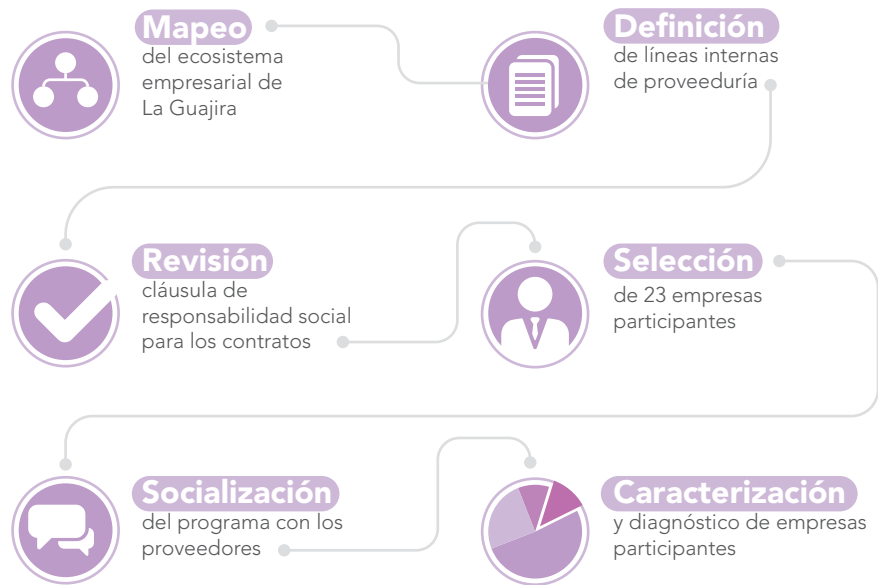 Mapeo
del ecosistema
empresarial de
La Guajira
Definición
de líneas internas
de proveeduría
Revisión
cláusula de
responsabilidad social
para los contratos
Selección
de 23 empresas
participantes
Socialización
del programa con los
proveedores
Caracterización
y diagnóstico de empresas
participantes